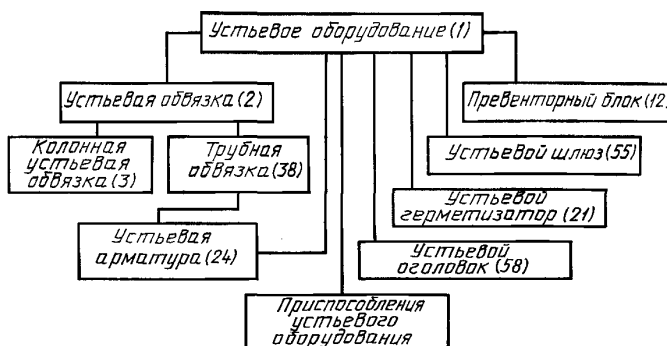 Устьевое оборудование (1)
Устьевая обвязка (2)
Превенторный блок (12)
Колонная
устьевая
обвязка (3)
Трубная
обвязка (38)
Устьевой шлюз (55)
Устьевой
герметизатор (21)
Устьевая
арматура (24)
Устьевой
оголовок (58)
Приспособления
устьевого
оборудования